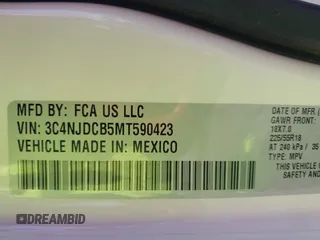 MFD BY: FCA US LLC
VIN: 3C4NJDCB5MT590423
VEHICLE MADE IN: MEXICO
DATE OF MFR
GAWR FRONT:
18X7.0
225/55R18
AT 240 kPa / 35
TYPE: MPV
THIS VEHICLE
SAFETY AND
DREAMBID